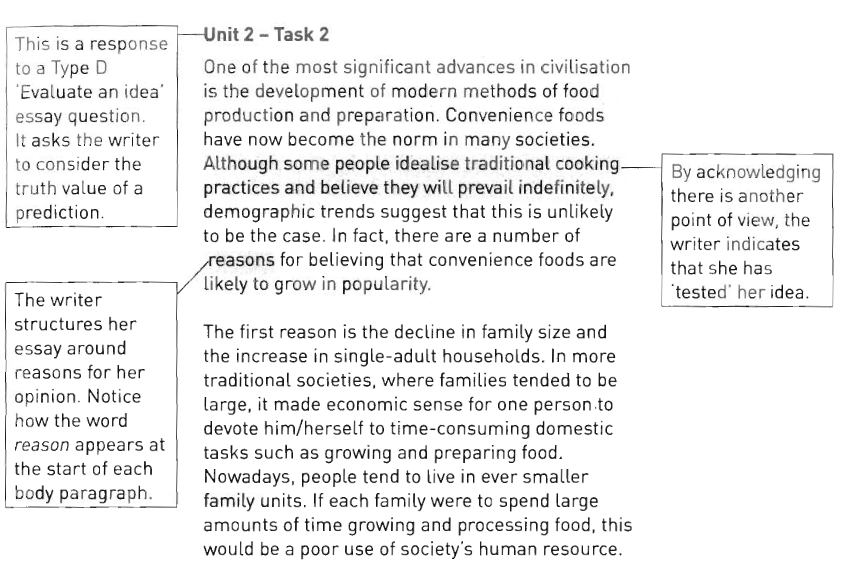 This is a response
to a Type D
'Evaluate an idea'
essay question.
It asks the writer
to consider the
truth value of a
prediction.
The writer
structures her
essay around
reasons for her
opinion. Notice
how the word
reason appears at
the start of each
body paragraph.
Unit 2 – Task 2
One of the most significant advances in civilisation
is the development of modern methods of food
production and preparation. Convenience foods
have now become the norm in many societies.
Although some people idealise traditional cooking
practices and believe they will prevail indefinitely,
demographic trends suggest that this is unlikely
to be the case. In fact, there are a number of
reasons for believing that convenience foods are
likely to grow in popularity.
The first reason is the decline in family size and
the increase in single-adult households. In more
traditional societies, where families tended to be
large, it made economic sense for one person to
devote him/herself to time-consuming domestic
tasks such as growing and preparing food.
Nowadays, people tend to live in ever smaller
family units. If each family were to spend large
amounts of time growing and processing food, this
would be a poor use of society's human resource.
By acknowledging
there is another
point of view, the
writer indicates
that she has
'tested' her idea.